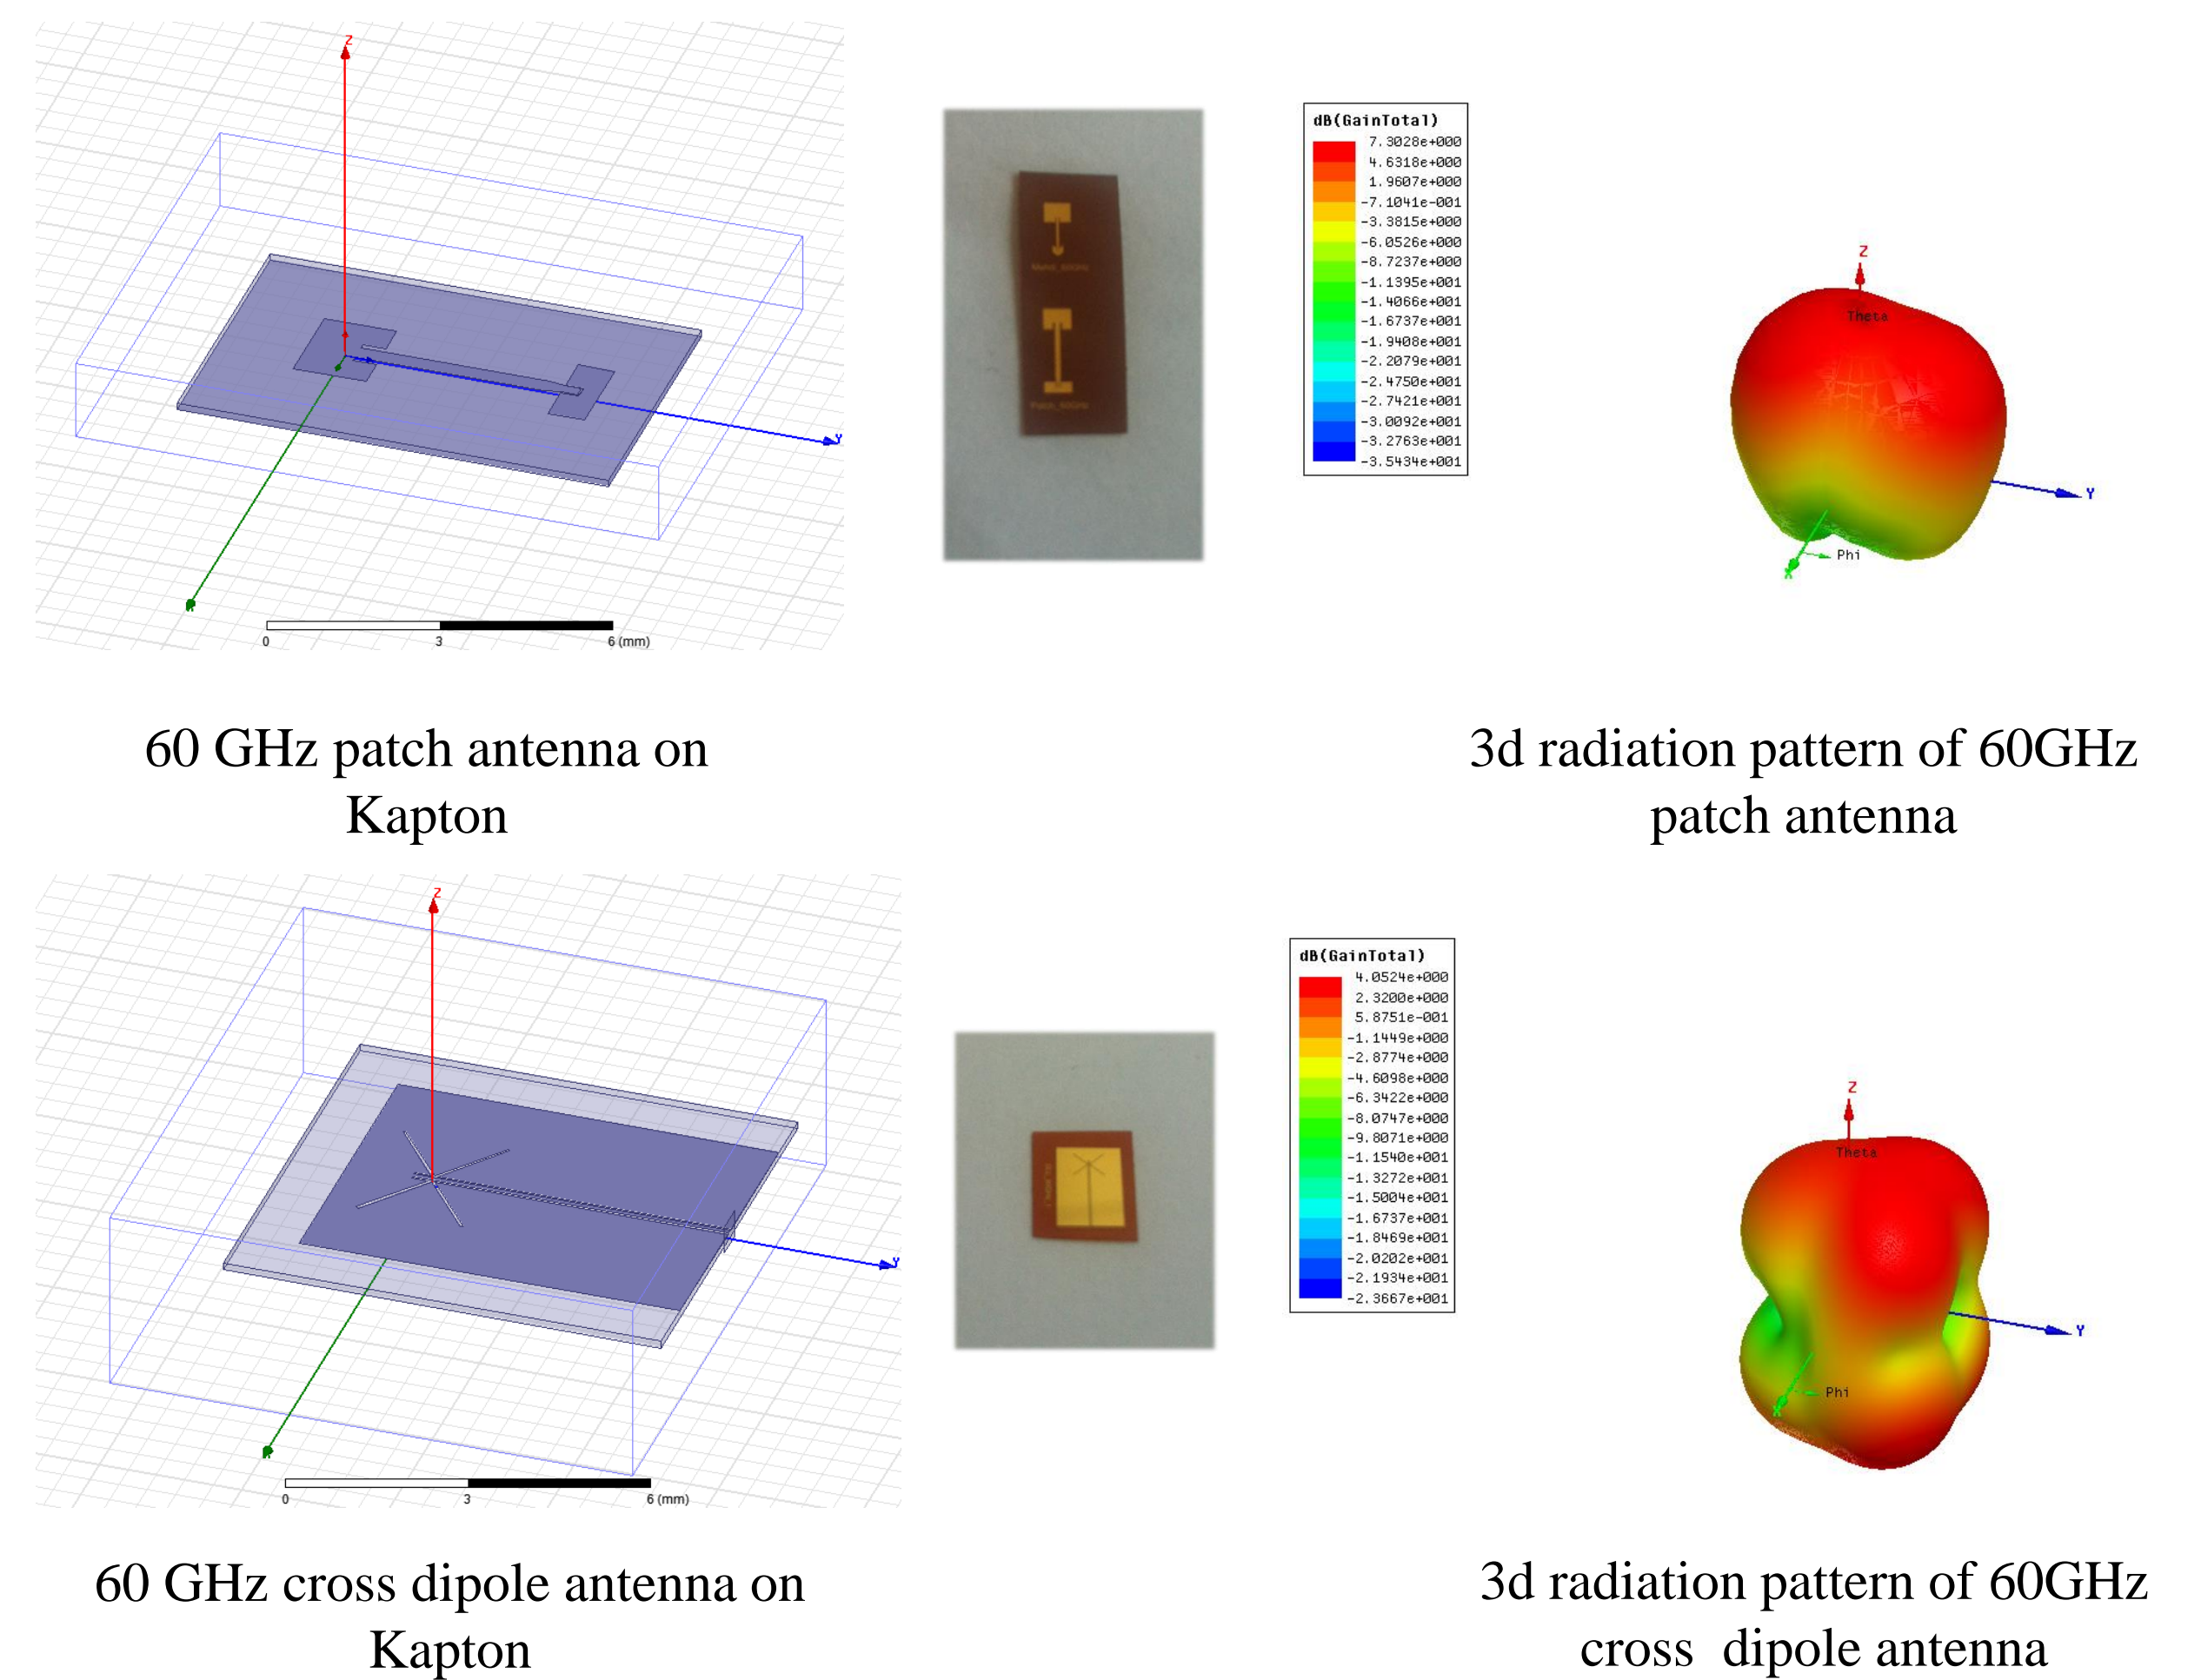 Z
Y
0 3 6 (mm)
dB(GainTotal)
7.3028e+000
4.6318e+000
1.9607e+000
-7.1041e-001
-3.3815e+000
-6.0526e+000
-8.7237e+000
-1.1395e+001
-1.4066e+001
-1.6737e+001
-1.9408e+001
-2.2079e+001
-2.4750e+001
-2.7421e+001
-3.0092e+001
-3.2763e+001
-3.5434e+001
Z
Theta
Y
Phi
X
60 GHz patch antenna on
Kapton
3d radiation pattern of 60GHz
patch antenna
Z
Y
0 3 6 (mm)
dB(GainTotal)
4.0524e+000
2.3200e+000
5.8751e-001
-1.1449e+000
-2.8774e+000
-4.6098e+000
-6.3422e+000
-8.0747e+000
-9.8071e+000
-1.1540e+001
-1.3272e+001
-1.5004e+001
-1.6737e+001
-1.8469e+001
-2.0202e+001
-2.1934e+001
-2.3667e+001
Z
Theta
Y
Phi
X
60 GHz cross dipole antenna on
Kapton
3d radiation pattern of 60GHz
cross dipole antenna